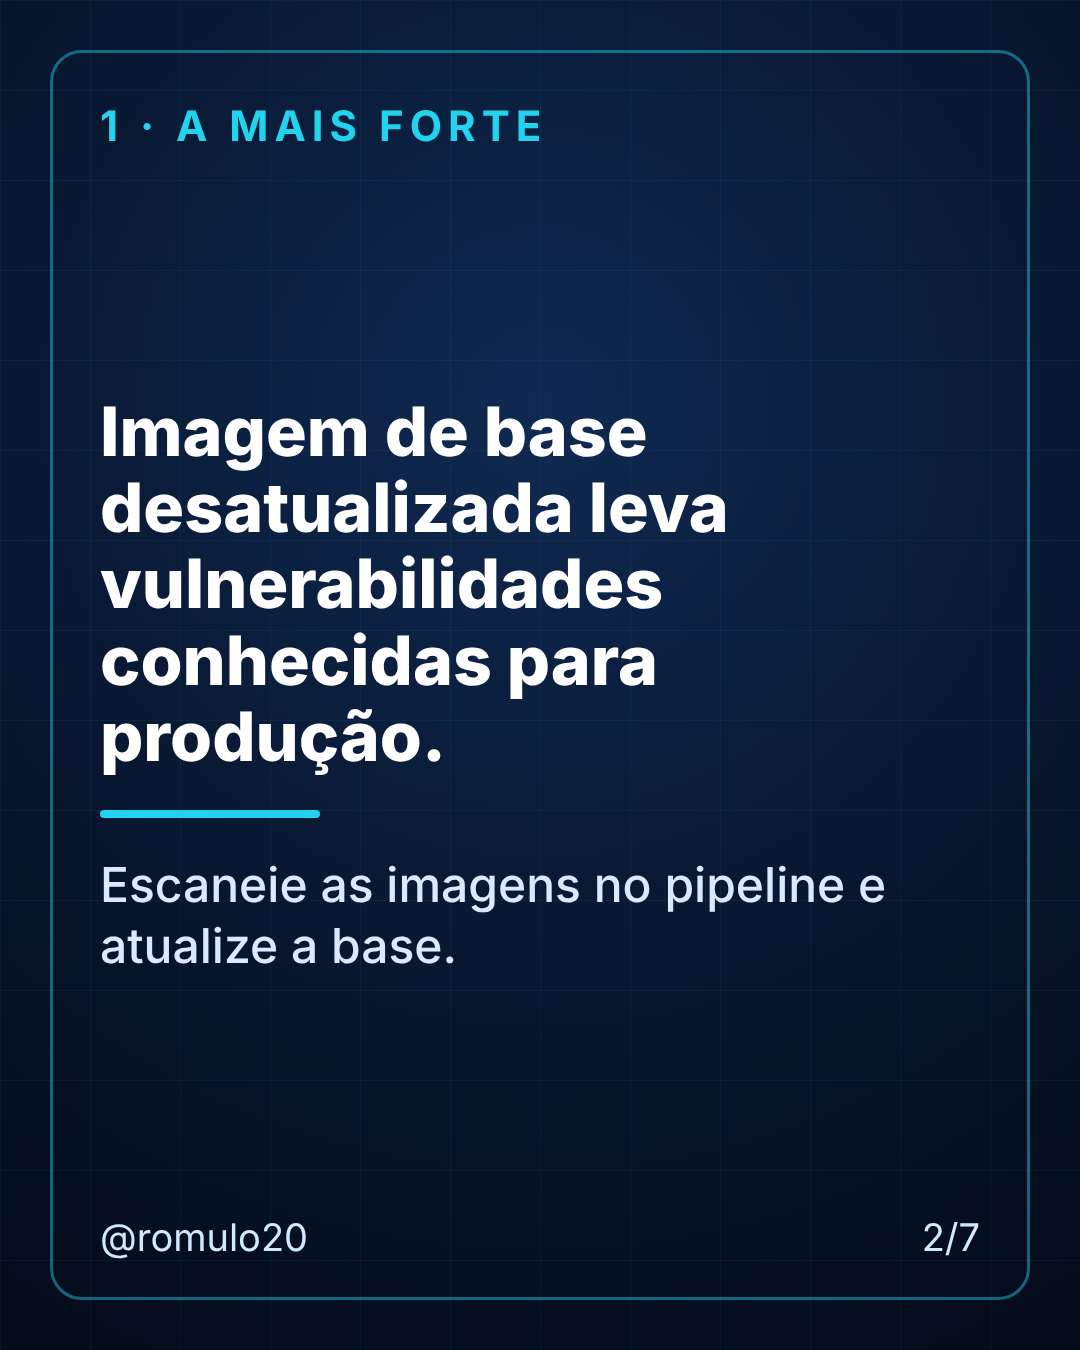 1 · A MAIS FORTE
Imagem de base
desatualizada leva
vulnerabilidades
conhecidas para
produção.
Escaneie as imagens no pipeline e
atualize a base.
@romulo20
2/7